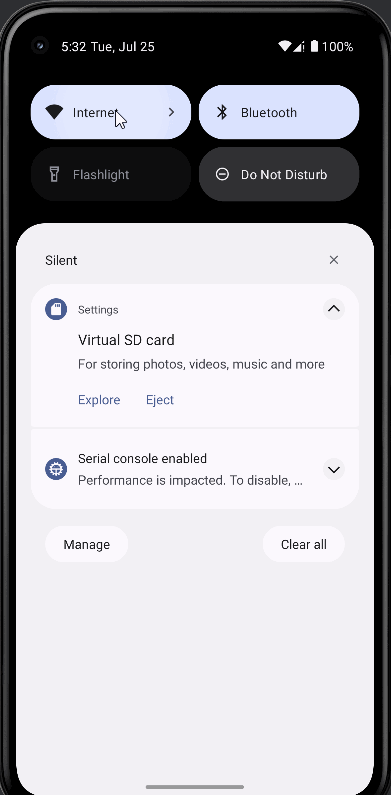 5:32 Tue, Jul 25 100%
Internet Bluetooth
Flashlight Do Not Disturb
Silent
Settings
Virtual SD card
For storing photos, videos, music and more
Explore Eject
Serial console enabled
Performance is impacted. To disable, ...
Manage Clear all